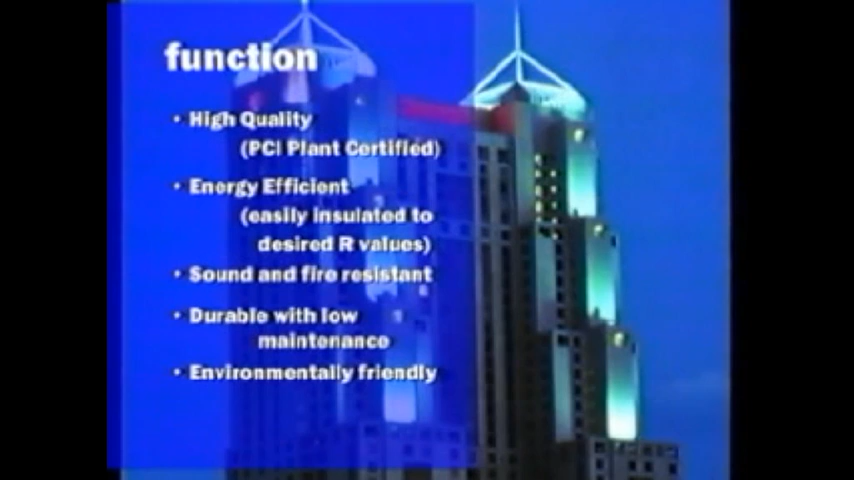 function
• High Quality
(PCI Plant Certified)
• Energy Efficient
(easily insulated to
desired R values)
• Sound and fire resistant
• Durable with low
maintenance
• Environmentally friendly